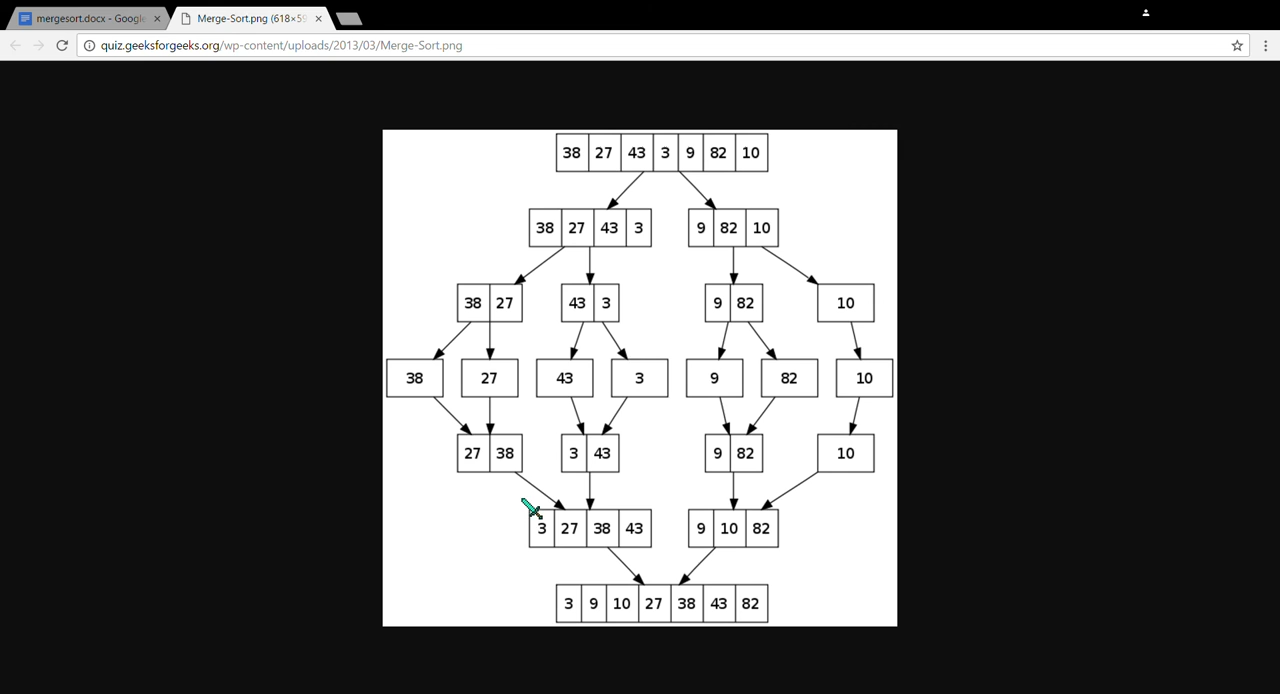 mergesort.docx - Google
Merge-Sort.png (618×59
quiz.geeksforgeeks.org/wp-content/uploads/2013/03/Merge-Sort.png
38 27 43 3 9 82 10
38 27 43 3 9 82 10
38 27 43 3 9 82 10
38 27 43 3 9 82 10
27 38 3 43 9 82 10
3 27 38 43 9 10 82
3 9 10 27 38 43 82